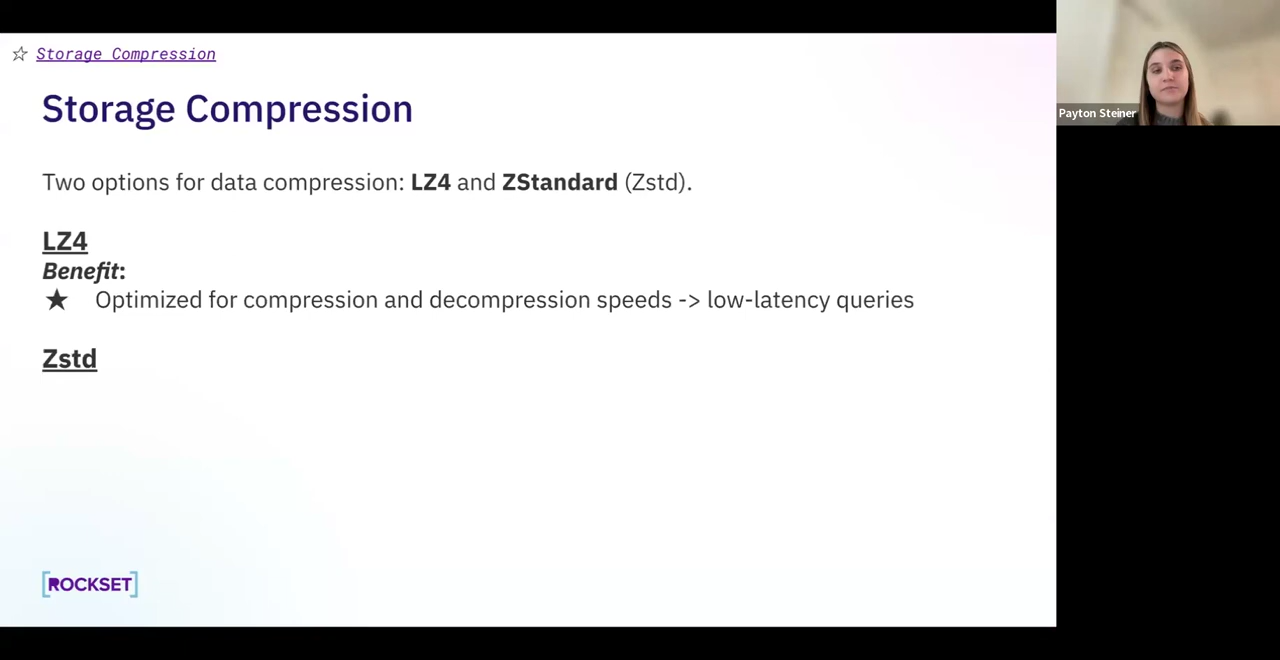 Storage Compression
Storage Compression
Two options for data compression: LZ4 and ZStandard (Zstd).
LZ4
Benefit:
★ Optimized for compression and decompression speeds -> low-latency queries
Zstd
[ROCKSET]
Payton Steiner